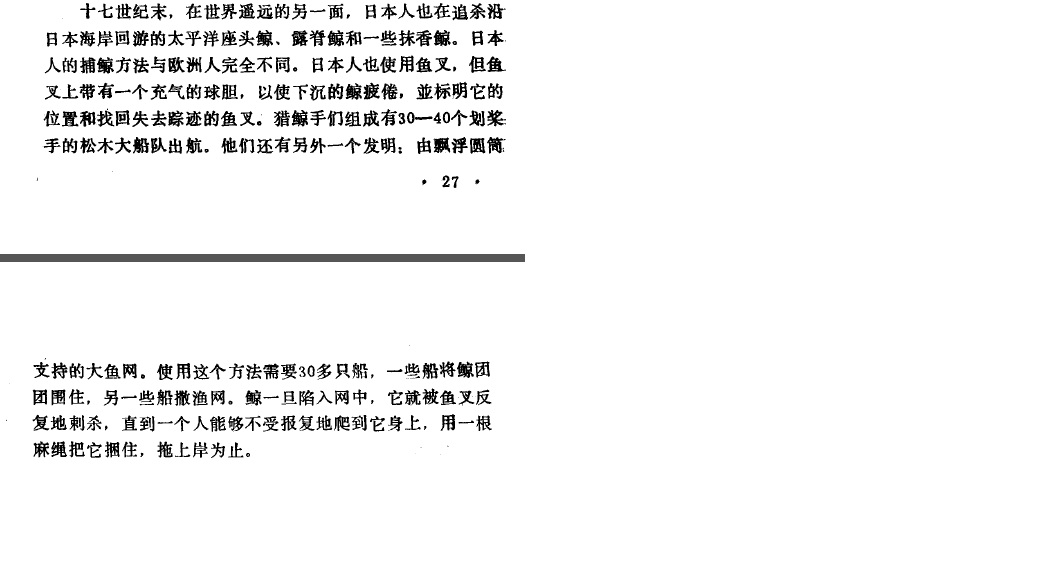 十七世纪末，在世界遥远的另一面，日本人也在追杀沿
日本海岸回游的太平洋座头鲸、露脊鲸和一些抹香鲸。日本
人的捕鲸方法与欧洲人完全不同。日本人也使用鱼叉，但鱼
叉上带有一个充气的球胆，以使下沉的鲸疲倦，並标明它的
位置和找回失去踪迹的鱼叉。猎鲸手们组成有30—40个划桨
手的松木大船队出航。他们还有另外一个发明：由飘浮圆筒
• 27 •
支持的大鱼网。使用这个方法需要30多只船，一些船将鲸团
团围住，另一些船撒渔网。鲸一旦陷入网中，它就被鱼叉反
复地刺杀，直到一个人能够不受报复地爬到它身上，用一根
麻绳把它捆住，拖上岸为止。